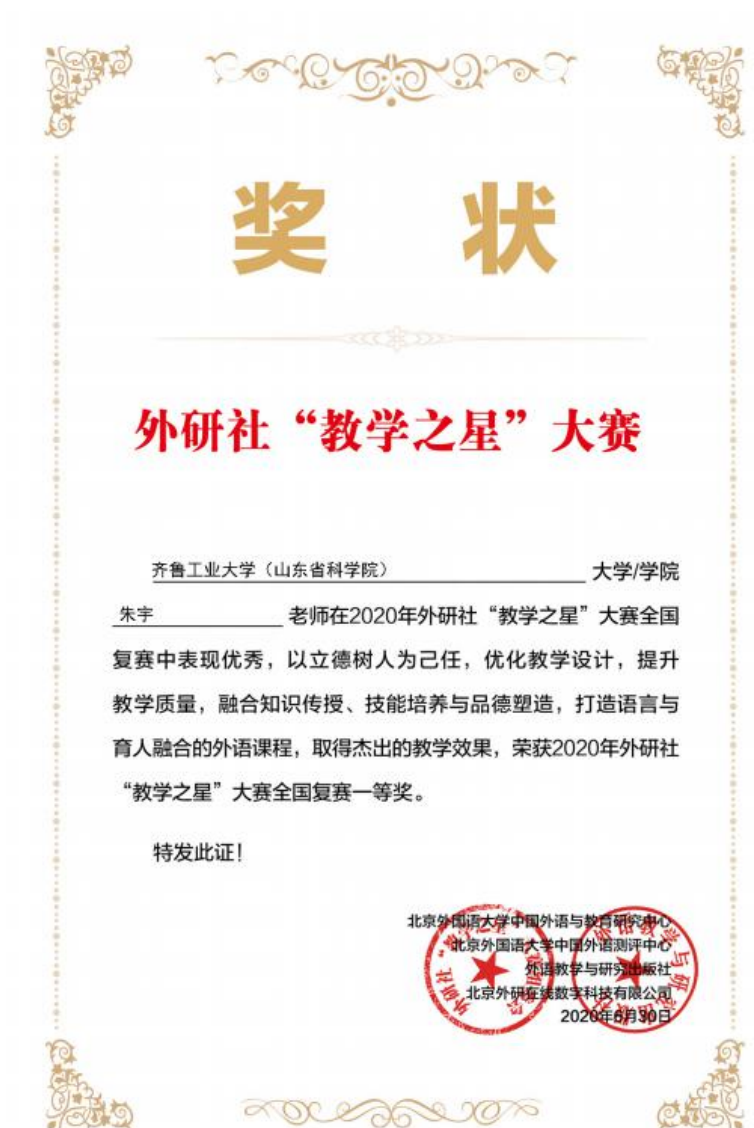 奖 状
外研社“教学之星”大赛
齐鲁工业大学（山东省科学院） 大学/学院
朱宇 老师在2020年外研社“教学之星”大赛全国
复赛中表现优秀，以立德树人为己任，优化教学设计，提升
教学质量，融合知识传授、技能培养与品德塑造，打造语言与
育人融合的外语课程，取得杰出的教学效果，荣获2020年外研社
“教学之星”大赛全国复赛一等奖。
特发此证！
北京外国语大学中国外语与教育研究中心
北京外国语大学中国外语测评中心
外语教学与研究出版社
北京外研在线数字科技有限公司
2020年6月30日